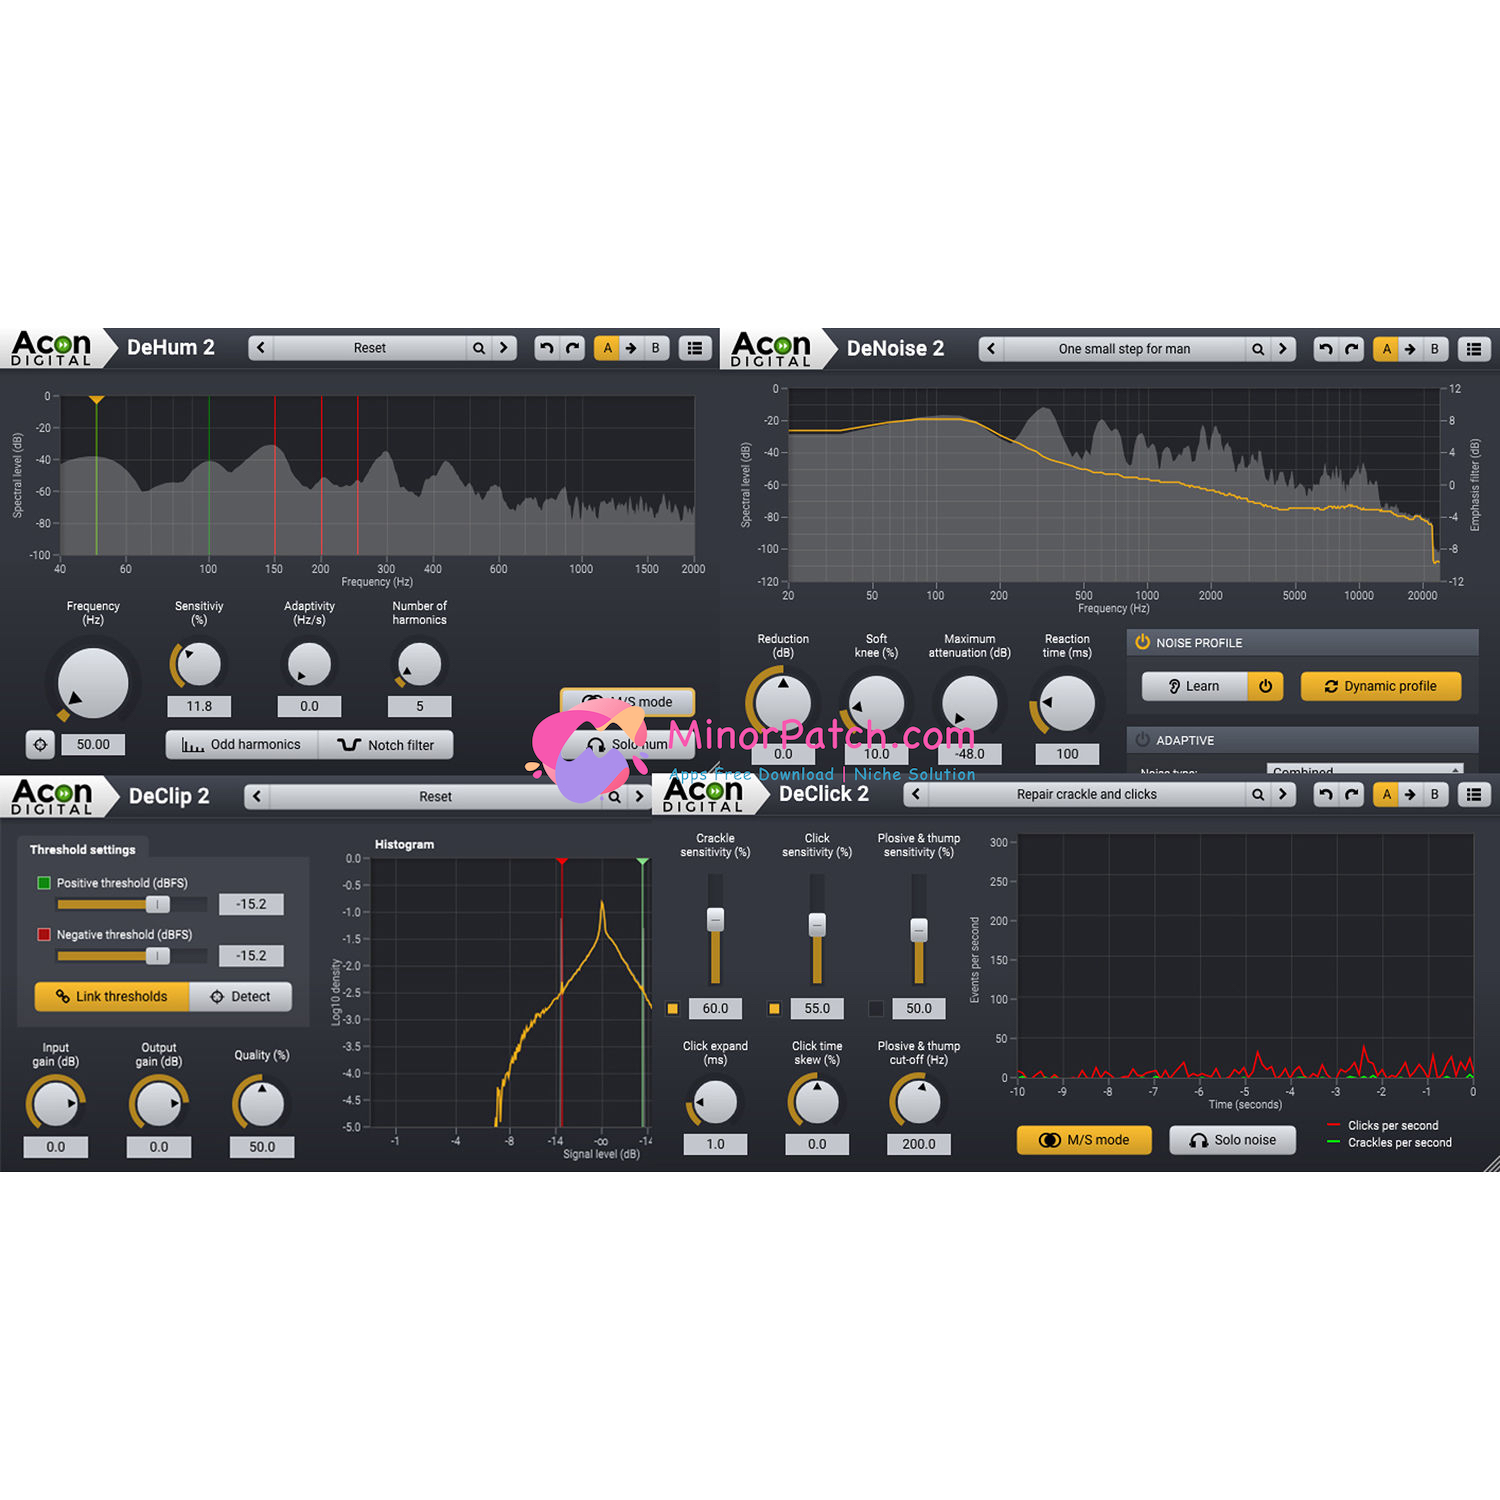 Acon DIGITAL DeHum 2
Reset
A B
0
-20
-40
-60
-80
-100
Spectral level (dB)
40 60 100 150 200 300 400 600 1000 1500 2000
Frequency (Hz)
Frequency (Hz)
Sensitiviy (%)
Adaptivity (Hz/s)
Number of harmonics
11.8 0.0 5
50.00
Odd harmonics Notch filter
M/S mode
Solo hum
Acon DIGITAL DeNoise 2
One small step for man
A B
0
-20
-40
-60
-80
-100
-120
Spectral level (dB)
12
8
4
0
-4
-8
-12
Emphasis filter (dB)
20 50 100 200 500 1000 2000 5000 10000 20000
Frequency (Hz)
Reduction (dB)
Soft knee (%)
Maximum attenuation (dB)
Reaction time (ms)
0.0 10.0 -48.0 100
NOISE PROFILE
Learn
Dynamic profile
ADAPTIVE
Noise type: Combined
MinorPatch.com
Apps Free Download | Niche Solution
Acon DIGITAL DeClip 2
Reset
Threshold settings
Positive threshold (dBFS)
-15.2
Negative threshold (dBFS)
-15.2
Link thresholds Detect
Input gain (dB)
Output gain (dB)
Quality (%)
0.0 0.0 50.0
Histogram
0.0
-0.5
-1.0
-1.5
-2.0
-2.5
-3.0
-3.5
-4.0
-4.5
-5.0
Log10 density
-1 -4 -8 -14 -∞ -14
Signal level (dB)
Acon DIGITAL DeClick 2
Repair crackle and clicks
A B
Crackle sensitivity (%)
Click sensitivity (%)
Plosive & thump sensitivity (%)
60.0 55.0 50.0
Click expand (ms)
Click time skew (%)
Plosive & thump cut-off (Hz)
1.0 0.0 200.0
300
250
200
150
100
50
0
Events per second
-10 -9 -8 -7 -6 -5 -4 -3 -2 -1 0
Time (seconds)
M/S mode
Solo noise
Clicks per second
Crackles per second